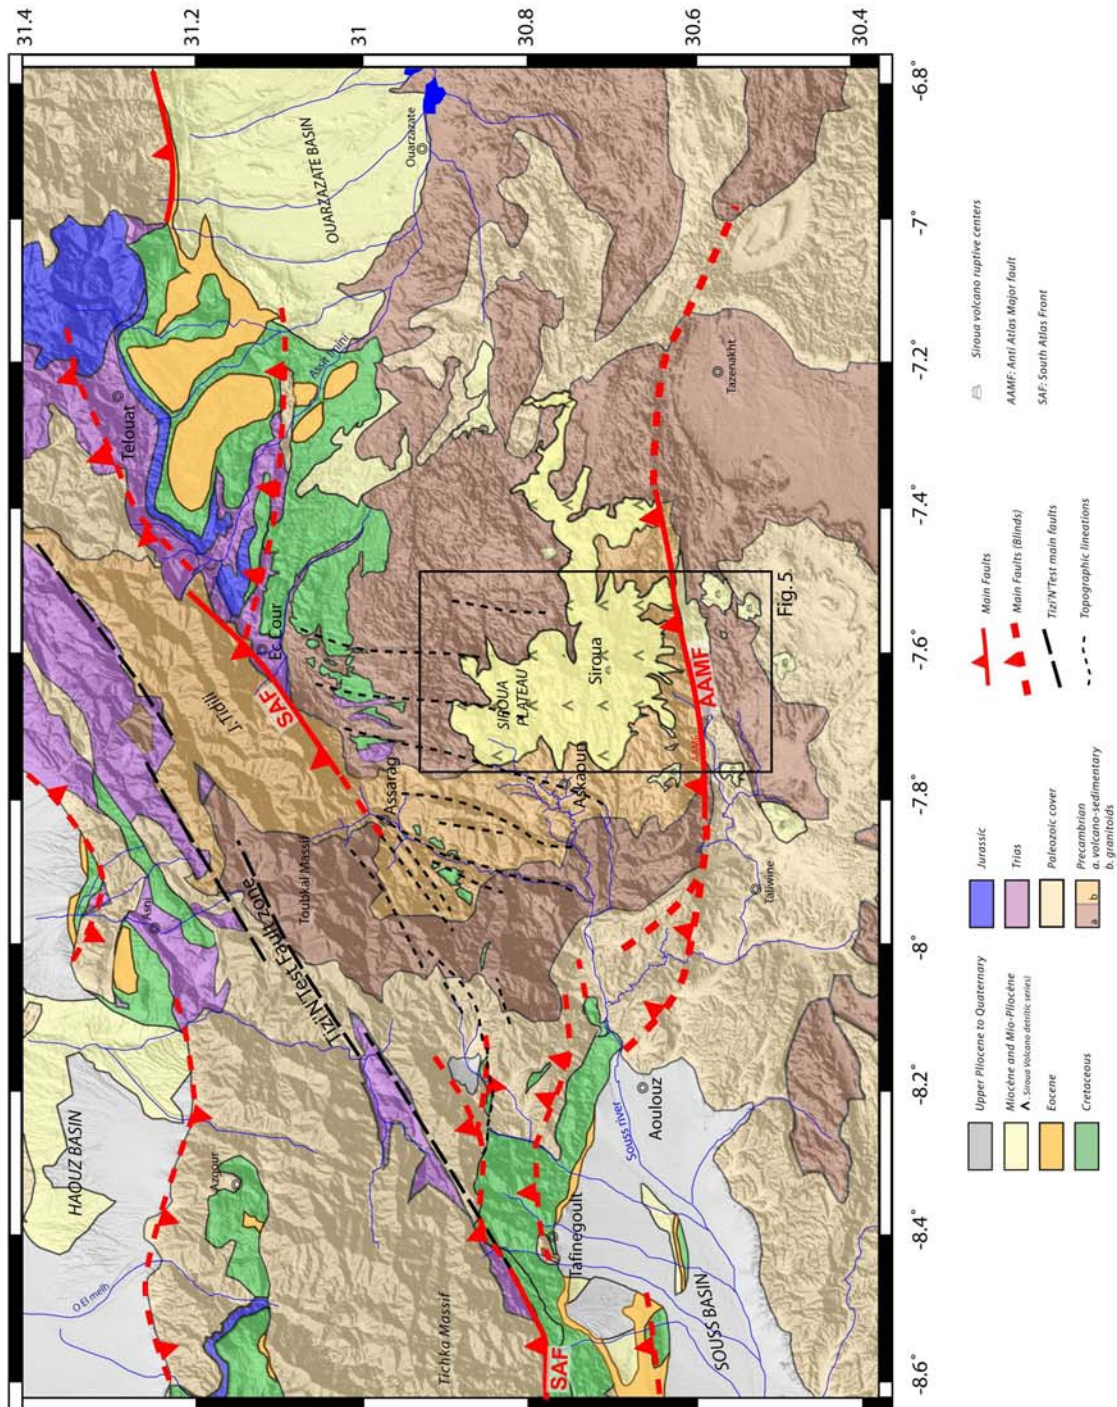 31.4
31.2
31
30.8
30.6
30.4
-6.8°
-7°
-7.2°
-7.4°
-7.6°
-7.8°
-8°
-8.2°
-8.4°
-8.6°
HAOUZ BASIN
O El melh
Azgour
Asni
Tichka Massif
Tizi'N'Test Fault zone
Toubkal Massif
J. Tidili
SAF
SAF
Telouat
Ec Cour
Assarag
Askaoun
Assif Imini
OUARZAZATE BASIN
Ouarzazate
SIROUA
PLATEAU
Siroua
AAMF
Fig. 5
Tazenakht
Taliwine
Aoulouz
Souss river
Tafinegoult
SOUSS BASIN
Upper Pliocene to Quaternary
Miocène and Mio-Pliocène
Siroua Volcano detritic series)
Eocene
Cretaceous
Jurassic
Trias
Paleozoic cover
a b
Precambrian
a. volcano-sedimentary
b. granitoids
Main Faults
Main Faults (Blinds)
Tizi'N'Test main faults
Topographic lineations
Siroua volcano ruptive centers
AAMF: Anti Atlas Major fault
SAF: South Atlas Front